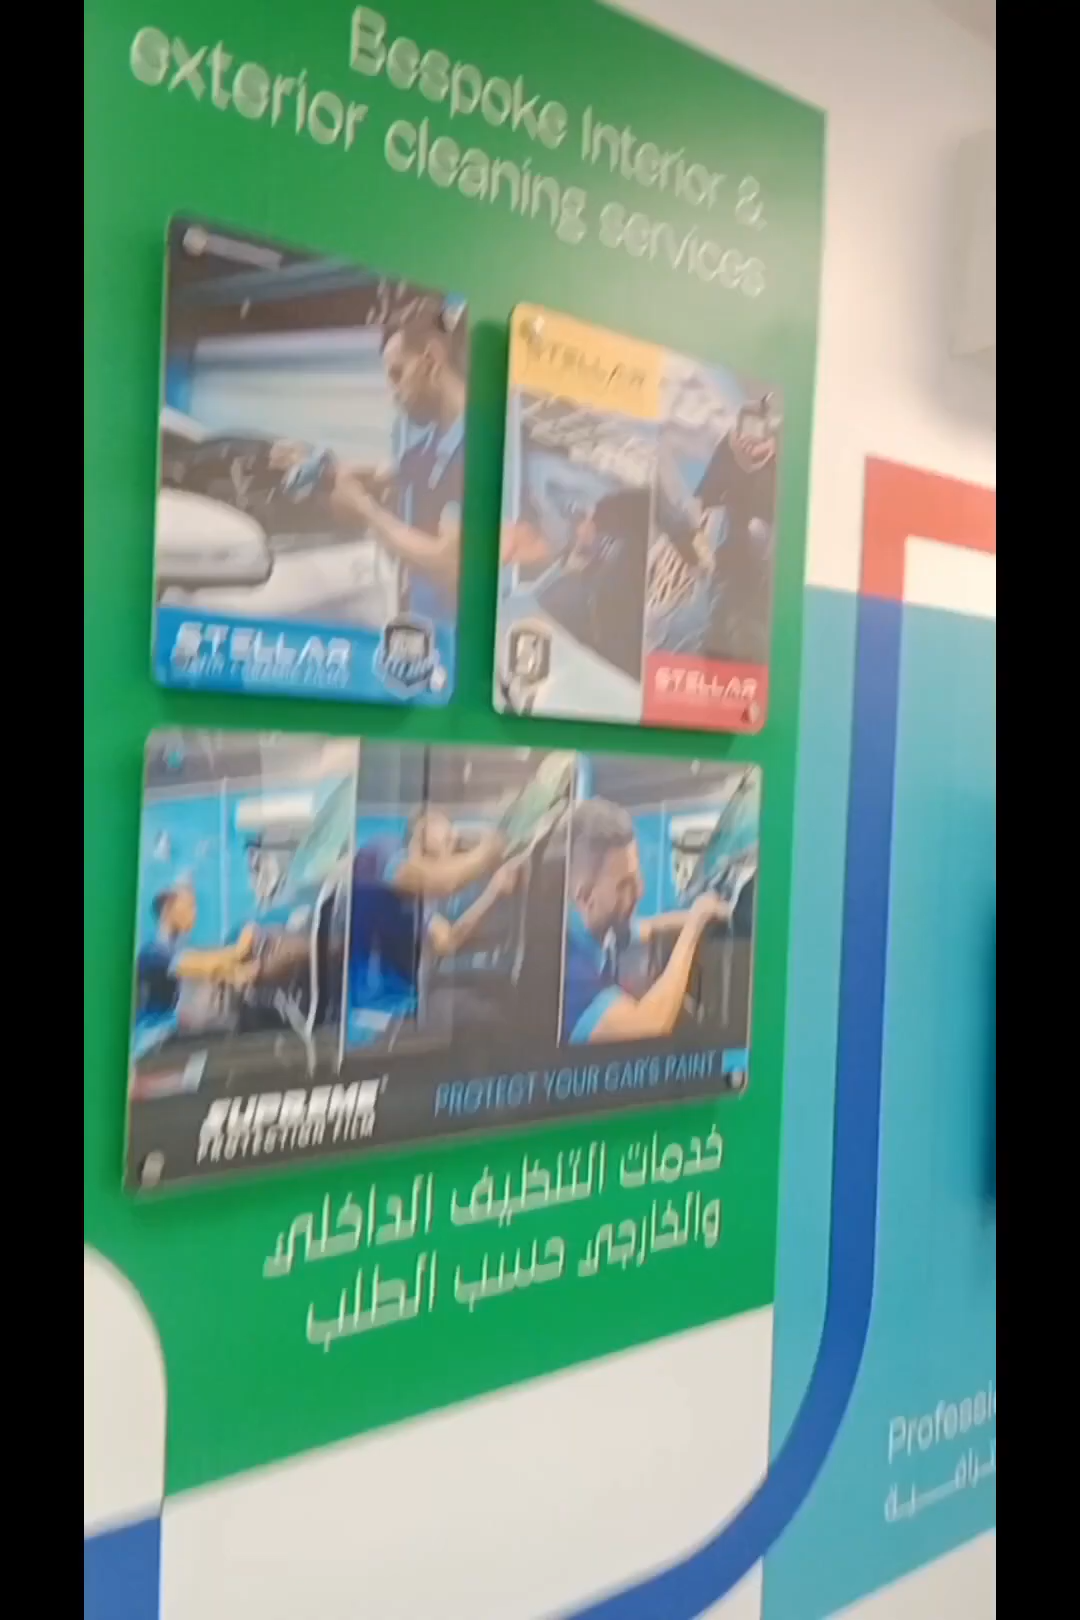 Bespoke Interior &
exterior cleaning services
STELLAR
STELLAR
STELLAR
SUPREME
PROTECTION FILM
PROTECT YOUR CAR'S PAINT
خدمات التنظيف الداخلي
والخارجي حسب الطلب
Professi